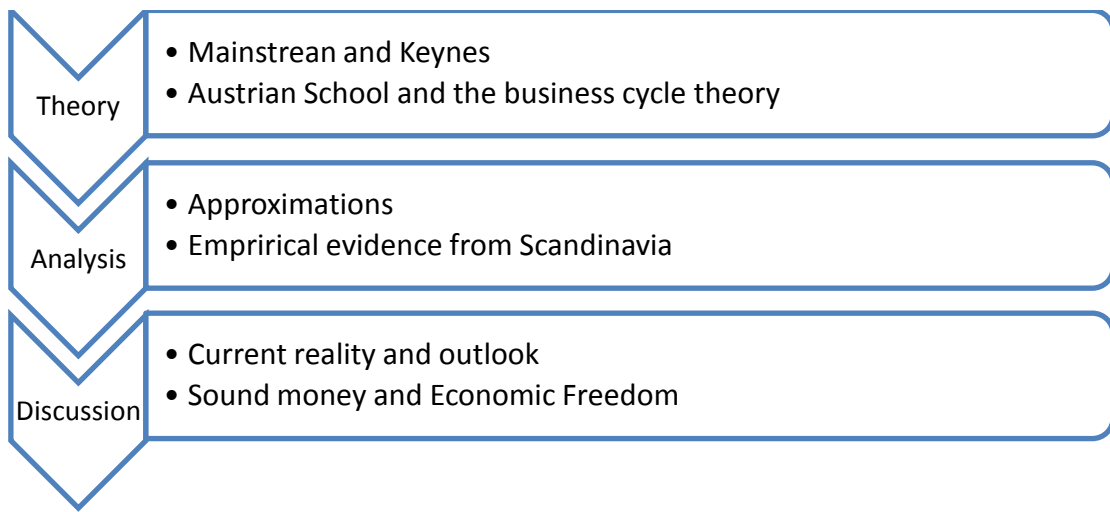 Theory
• Mainstrean and Keynes
• Austrian School and the business cycle theory
Analysis
• Approximations
• Emprirical evidence from Scandinavia
Discussion
• Current reality and outlook
• Sound money and Economic Freedom